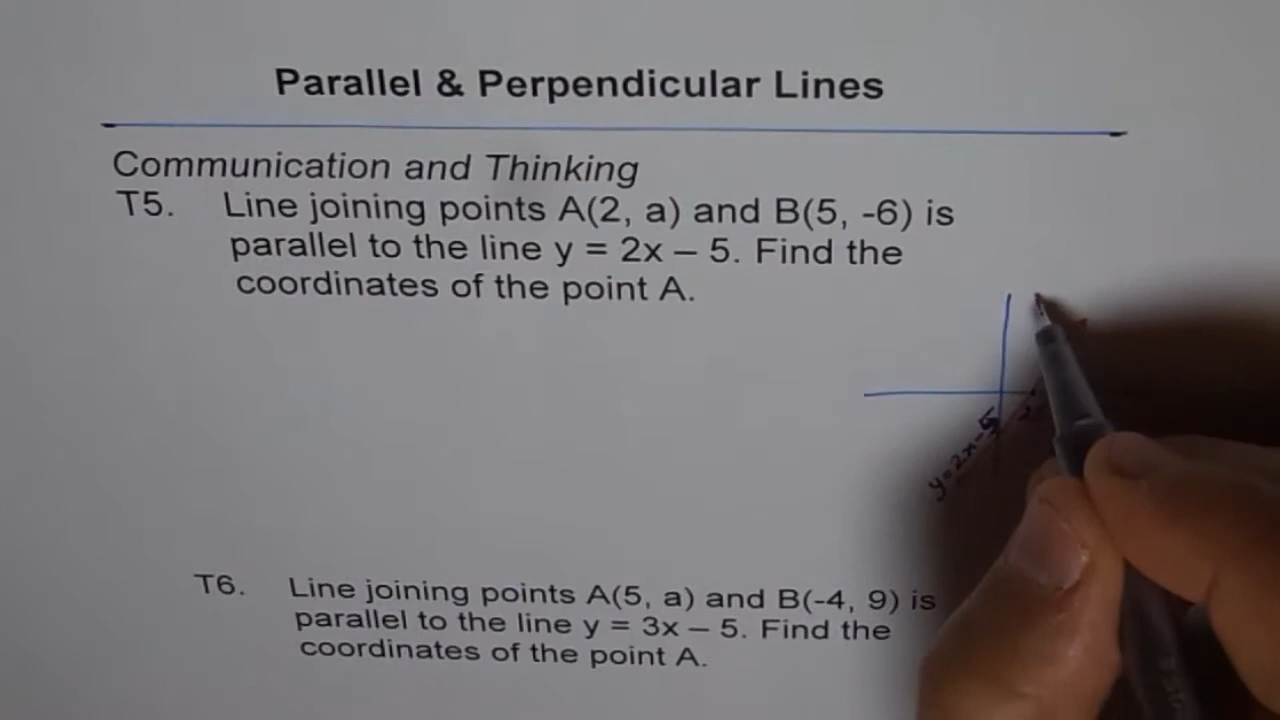 Parallel & Perpendicular Lines
Communication and Thinking
T5. Line joining points A(2, a) and B(5, -6) is
parallel to the line y = 2x – 5. Find the
coordinates of the point A.
y=2x-5
T6. Line joining points A(5, a) and B(-4, 9) is
parallel to the line y = 3x – 5. Find the
coordinates of the point A.